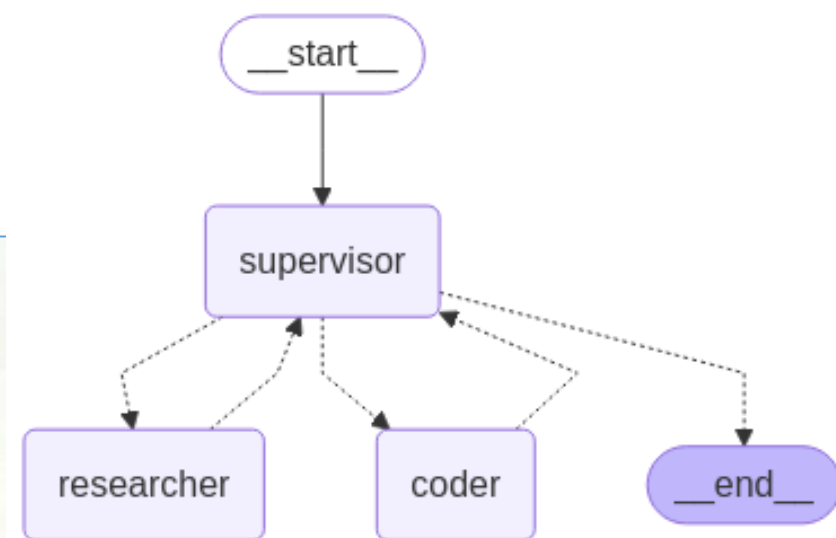 __start__
supervisor
researcher
coder
__end__